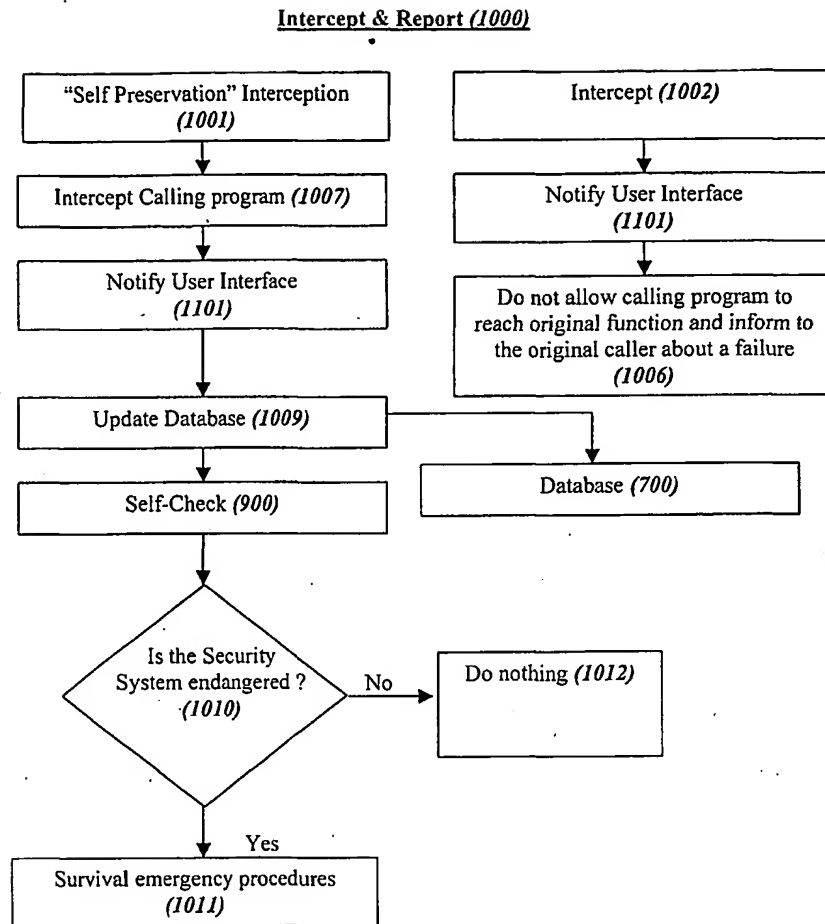 Intercept & Report (1000)
"Self Preservation" Interception
(1001)
Intercept Calling program (1007)
Notify User Interface
(1101)
Update Database (1009)
Self-Check (900)
Is the Security
System endangered ?
(1010)
No
Do nothing (1012)
Yes
Survival emergency procedures
(1011)
Intercept (1002)
Notify User Interface
(1101)
Do not allow calling program to
reach original function and inform to
the original caller about a failure
(1006)
Database (700)